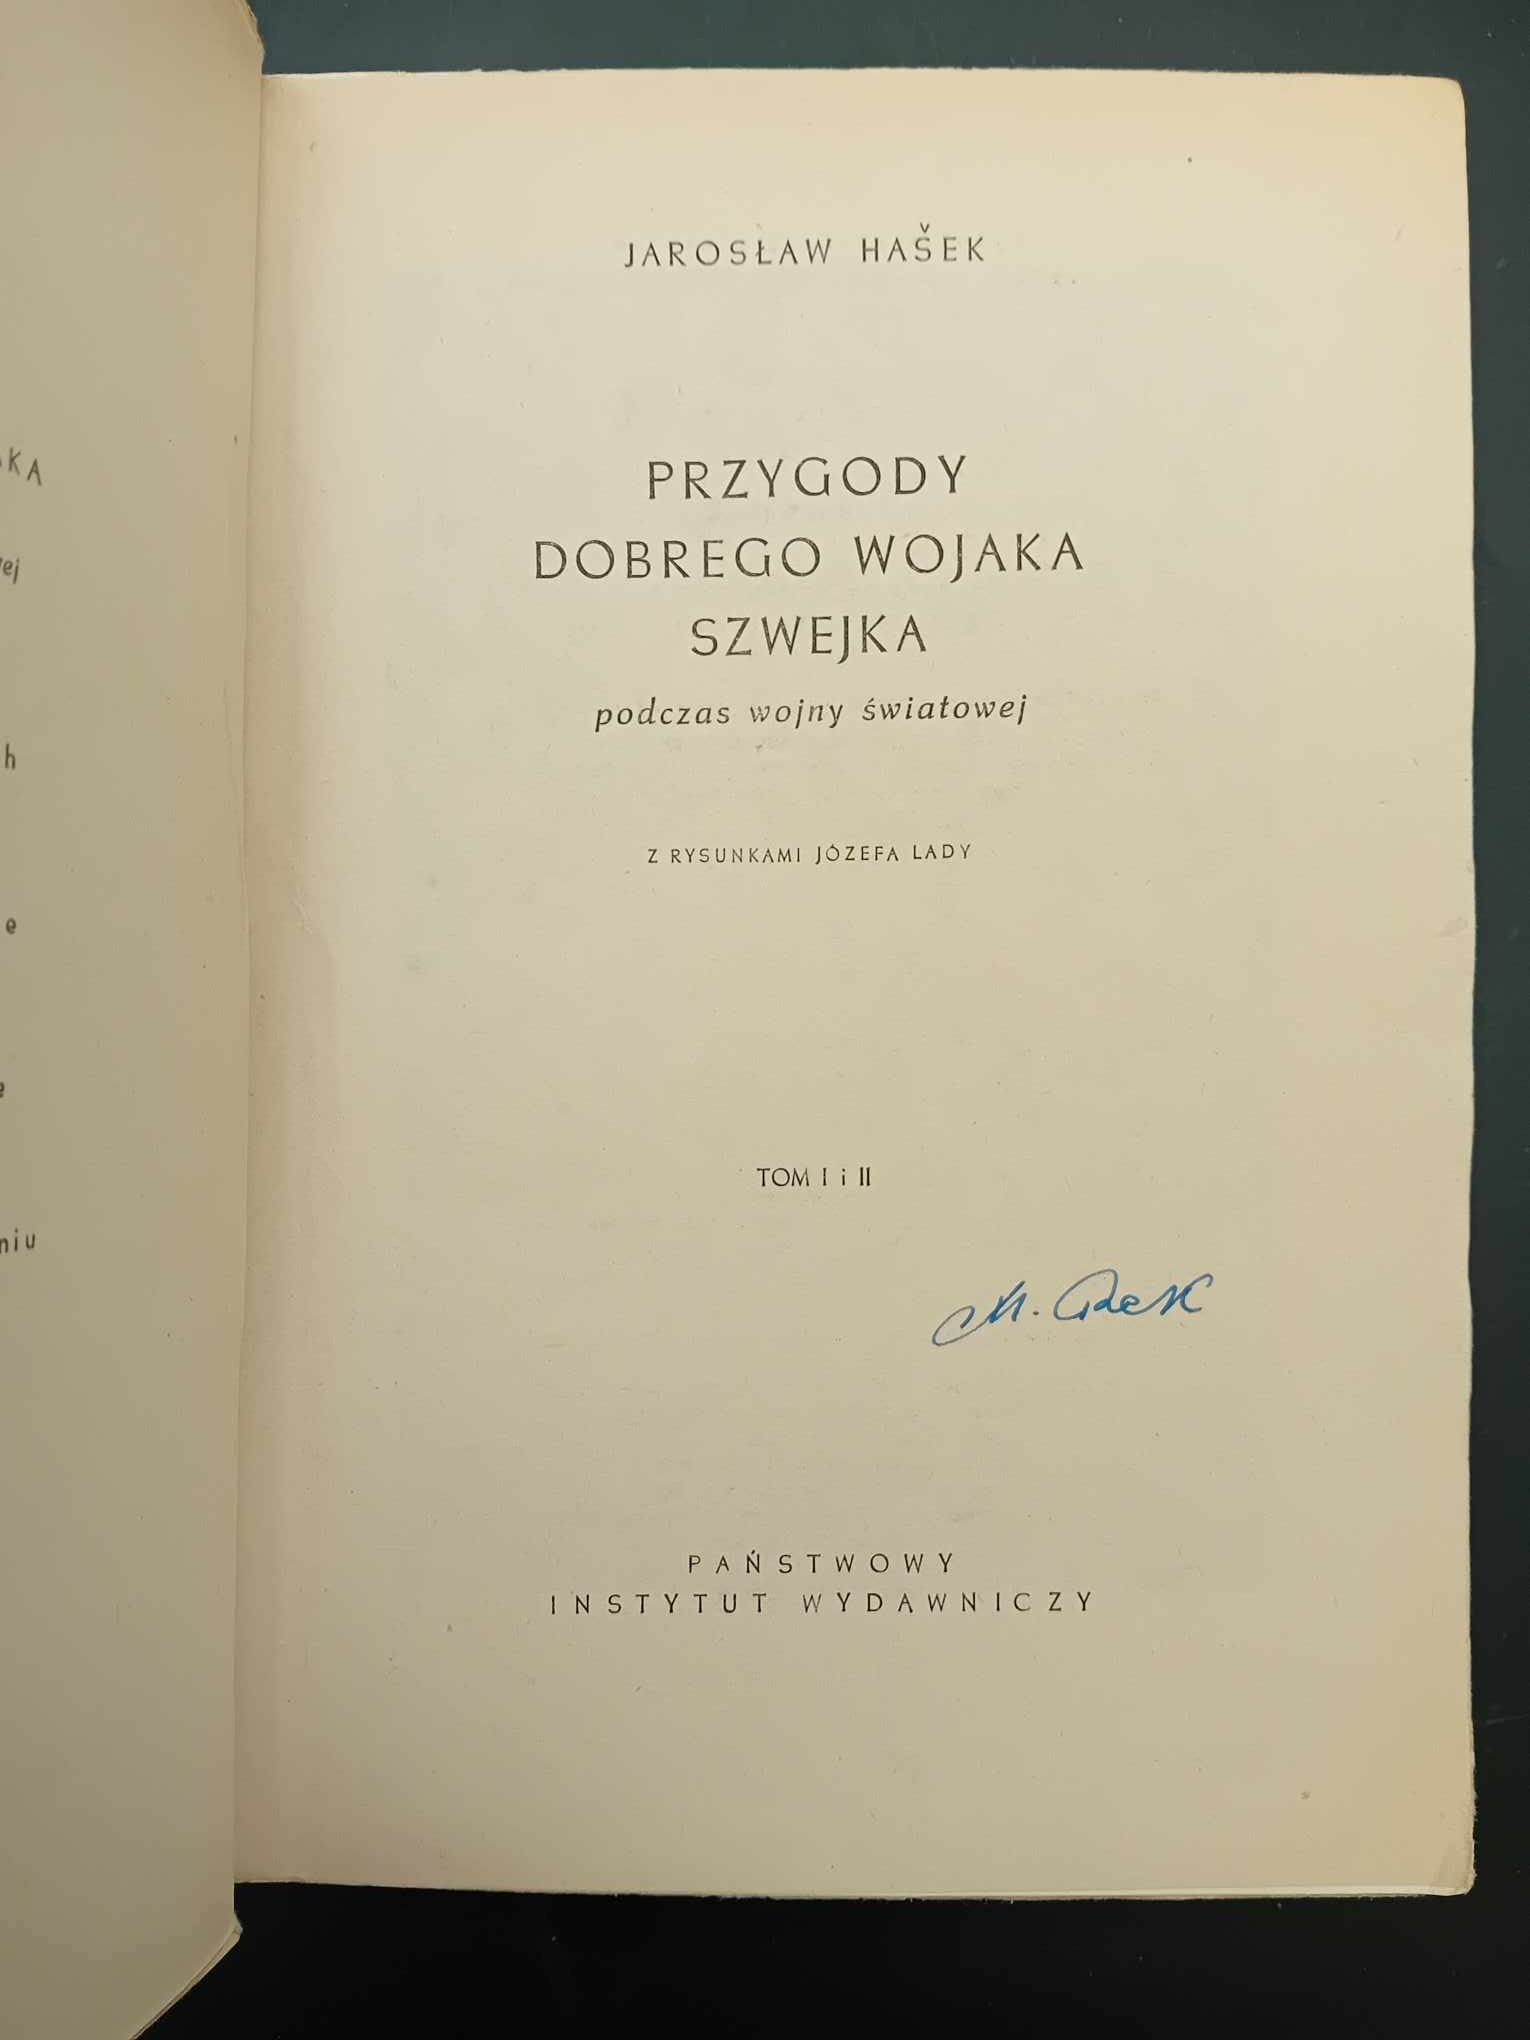 JAROSŁAW HAŠEK
PRZYGODY
DOBREGO WOJAKA
SZWEJKA
podczas wojny światowej
Z RYSUNKAMI JÓZEFA LADY
TOM I i II
PAŃSTWOWY
INSTYTUT WYDAWNICZY